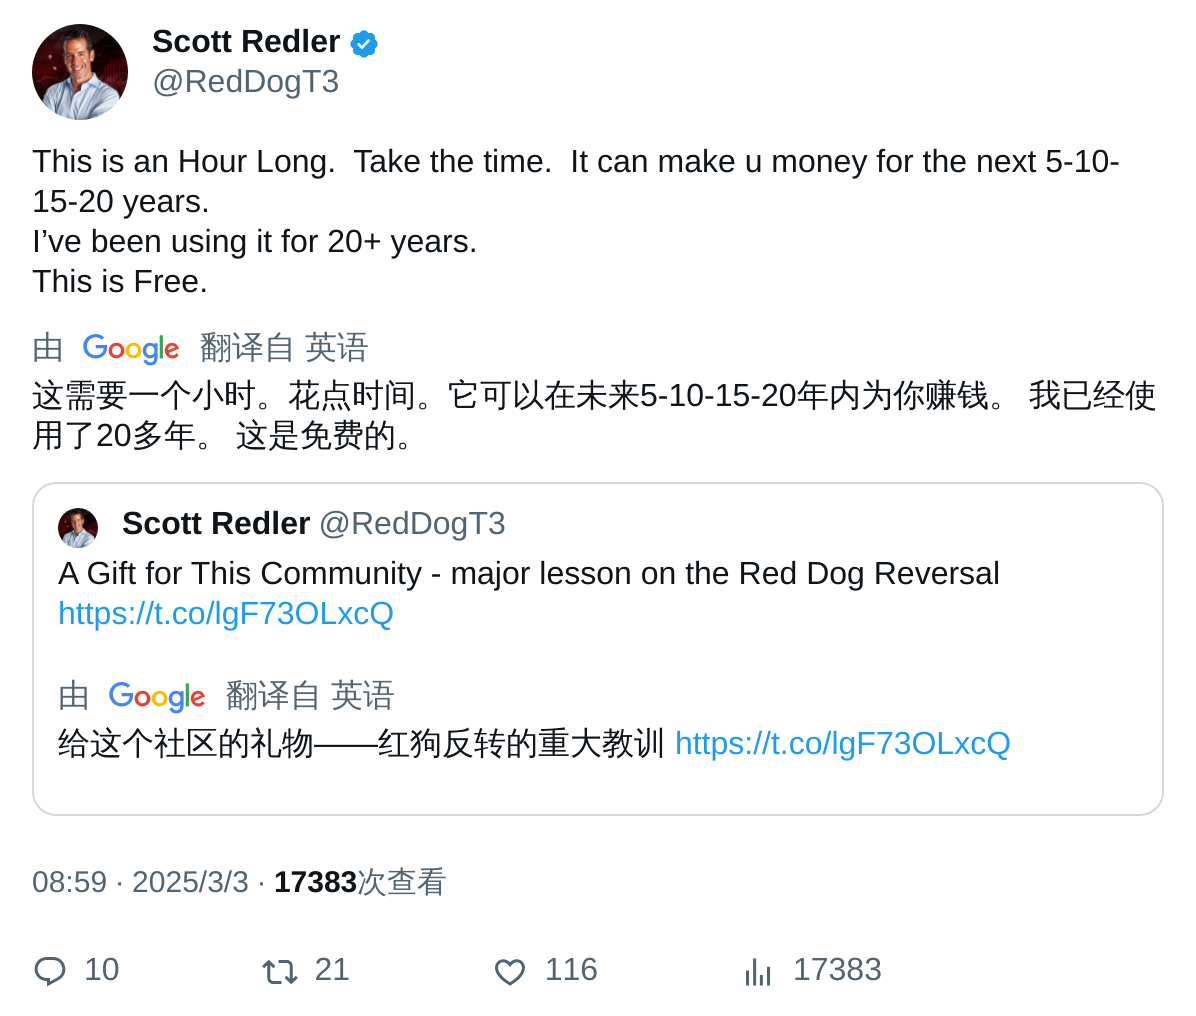 Scott Redler
@RedDogT3
This is an Hour Long.  Take the time.  It can make u money for the next 5-10-
15-20 years.
I’ve been using it for 20+ years.
This is Free.
由 Google 翻译自 英语
这需要一个小时。花点时间。它可以在未来5-10-15-20年内为你赚钱。 我已经使
用了20多年。 这是免费的。
Scott Redler @RedDogT3
A Gift for This Community - major lesson on the Red Dog Reversal
https://t.co/lgF73OLxcQ
由 Google 翻译自 英语
给这个社区的礼物——红狗反转的重大教训 https://t.co/lgF73OLxcQ
08:59 · 2025/3/3 · 17383次查看
10 21 116 17383